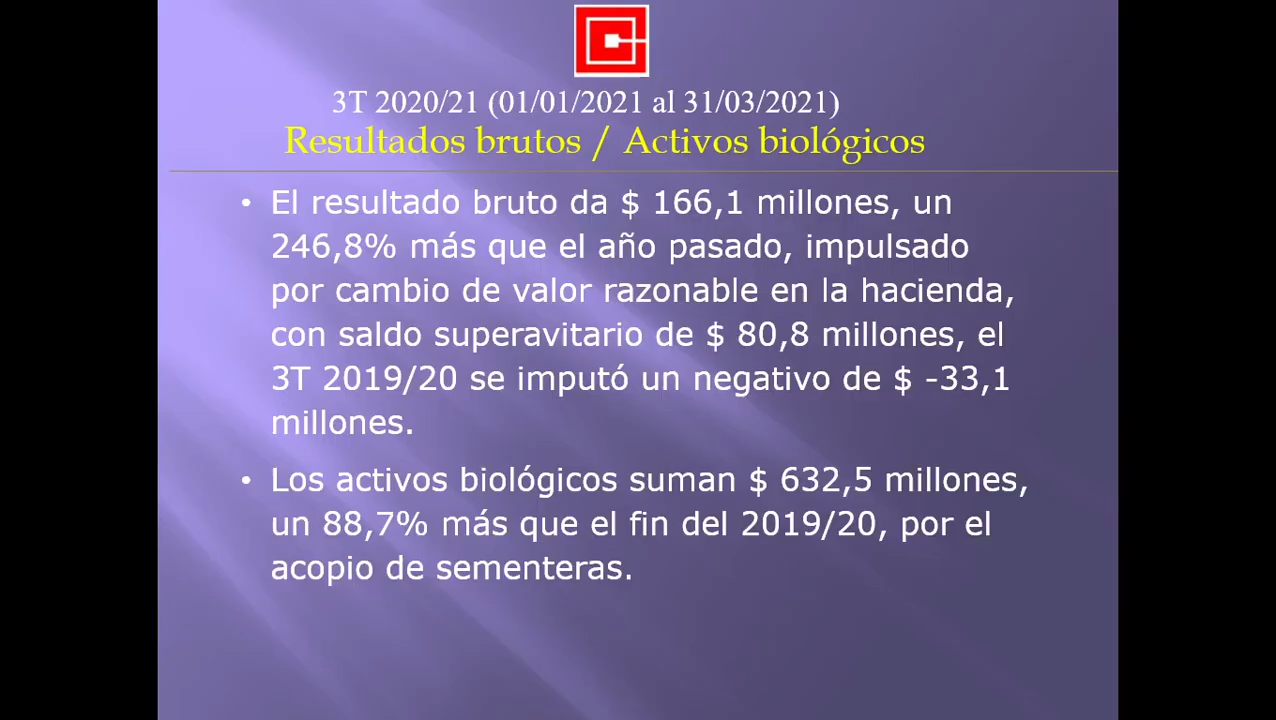 3T 2020/21 (01/01/2021 al 31/03/2021)
Resultados brutos / Activos biológicos
• El resultado bruto da $ 166,1 millones, un
246,8% más que el año pasado, impulsado
por cambio de valor razonable en la hacienda,
con saldo superavitario de $ 80,8 millones, el
3T 2019/20 se imputó un negativo de $ -33,1
millones.
• Los activos biológicos suman $ 632,5 millones,
un 88,7% más que el fin del 2019/20, por el
acopio de sementeras.